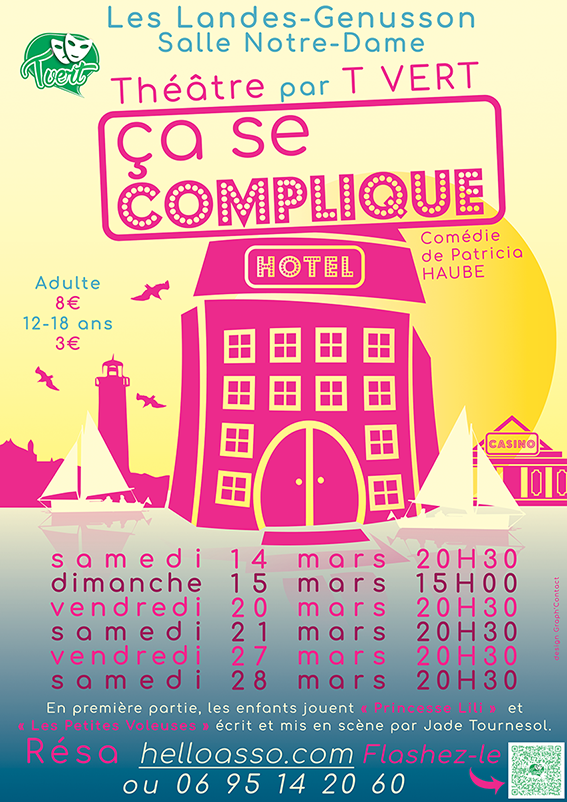 Les Landes-Genusson
Salle Notre-Dame
T vert
Théâtre par T VERT
ça se
COMPLIQUE
Comédie
de Patricia
HAUBE
HOTEL
Adulte
8€
12-18 ans
3€
CASINO
samedi 14 mars 20H30
dimanche 15 mars 15H00
vendredi 20 mars 20H30
samedi 21 mars 20H30
vendredi 27 mars 20H30
samedi 28 mars 20H30
design Graph'Contact
En première partie, les enfants jouent « Princesse Lili » et
« Les Petites Voleuses » écrit et mis en scène par Jade Tournesol.
Résa helloasso.com Flashez-le
ou 06 95 14 20 60